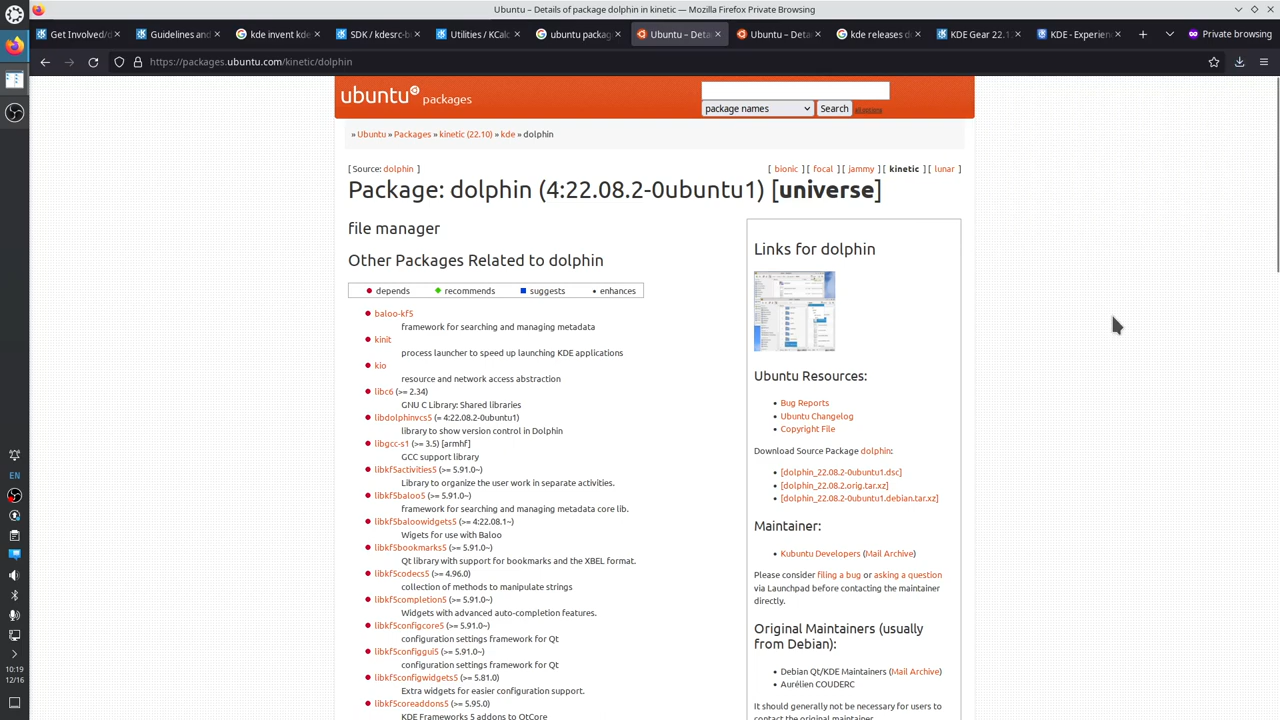 Ubuntu – Details of package dolphin in kinetic — Mozilla Firefox Private Browsing
Get Involved/d
Guidelines and
kde invent kde
SDK / kdesrc-b
Utilities / KCalc
ubuntu packag
Ubuntu – Deta
Ubuntu – Deta
kde releases d
KDE Gear 22.1
KDE - Experien
Private browsing
https://packages.ubuntu.com/kinetic/dolphin
ubuntu packages
package names
Search
all options
» Ubuntu » Packages » kinetic (22.10) » kde » dolphin
[ Source: dolphin ]
[ bionic ] [ focal ] [ jammy ] [ kinetic ] [ lunar ]
Package: dolphin (4:22.08.2-0ubuntu1) [universe]
file manager
Other Packages Related to dolphin
depends
recommends
suggests
enhances
baloo-kf5
framework for searching and managing metadata
kinit
process launcher to speed up launching KDE applications
kio
resource and network access abstraction
libc6 (>= 2.34)
GNU C Library: Shared libraries
libdolphinvcs5 (= 4:22.08.2-0ubuntu1)
library to show version control in Dolphin
libgcc-s1 (>= 3.5) [armhf]
GCC support library
libkf5activities5 (>= 5.91.0~)
Library to organize the user work in separate activities.
libkf5baloo5 (>= 5.91.0~)
framework for searching and managing metadata core lib.
libkf5baloowidgets5 (>= 4:22.08.1~)
Wigets for use with Baloo
libkf5bookmarks5 (>= 5.91.0~)
Qt library with support for bookmarks and the XBEL format.
libkf5codecs5 (>= 4.96.0)
collection of methods to manipulate strings
libkf5completion5 (>= 5.91.0~)
Widgets with advanced auto-completion features.
libkf5configcore5 (>= 5.91.0~)
configuration settings framework for Qt
libkf5configgui5 (>= 5.91.0~)
configuration settings framework for Qt
libkf5configwidgets5 (>= 5.81.0)
Extra widgets for easier configuration support.
libkf5coreaddons5 (>= 5.95.0)
KDE Frameworks 5 addons to QtCore
Links for dolphin
Ubuntu Resources:
Bug Reports
Ubuntu Changelog
Copyright File
Download Source Package dolphin:
[dolphin_22.08.2-0ubuntu1.dsc]
[dolphin_22.08.2.orig.tar.xz]
[dolphin_22.08.2-0ubuntu1.debian.tar.xz]
Maintainer:
Kubuntu Developers (Mail Archive)
Please consider filing a bug or asking a question
via Launchpad before contacting the maintainer
directly.
Original Maintainers (usually
from Debian):
Debian Qt/KDE Maintainers (Mail Archive)
Aurélien COUDERC
It should generally not be necessary for users to
contact the original maintainer.
EN
10:19
12/16